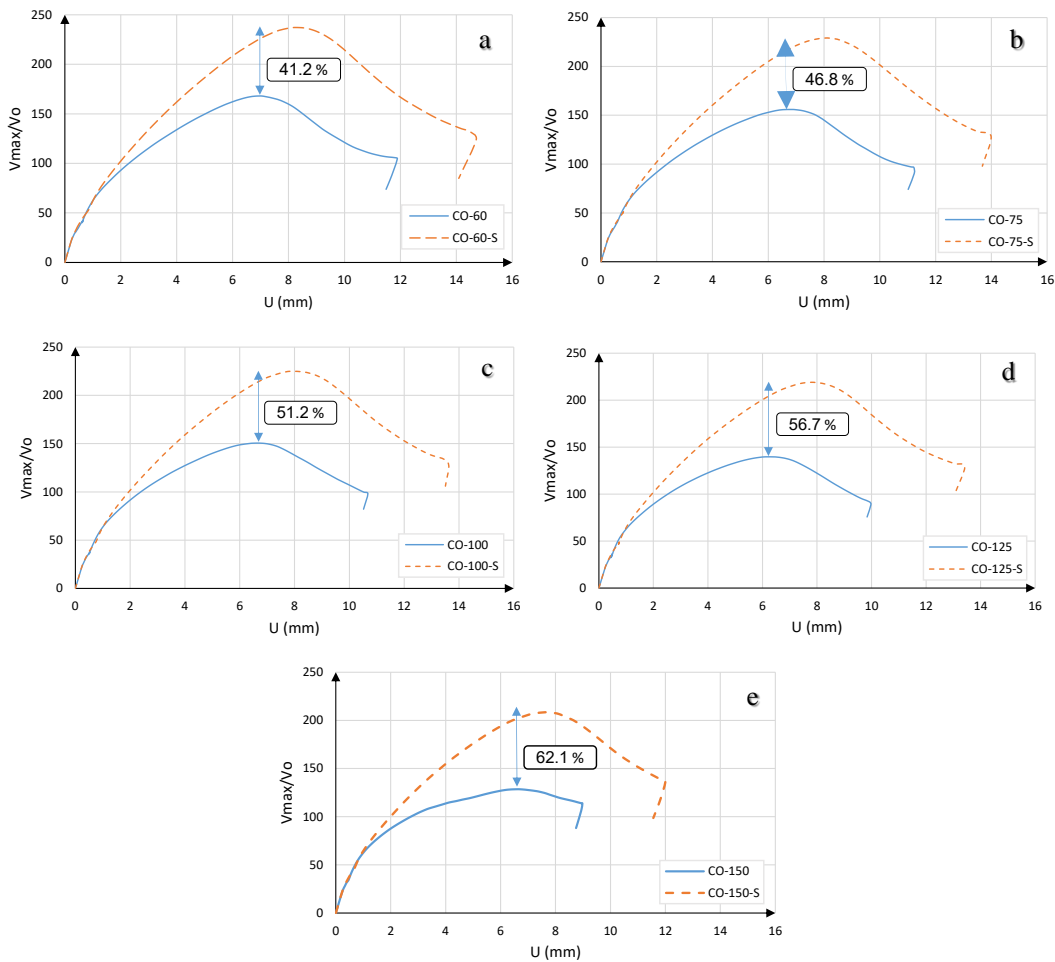 a
250
200
150
100
50
0
Vmax/Vo
41.2 %
CO-60
CO-60-S
0 2 4 6 8 10 12 14 16
U (mm)
b
250
200
150
100
50
0
Vmax/Vo
46.8 %
CO-75
CO-75-S
0 2 4 6 8 10 12 14 16
U (mm)
c
250
200
150
100
50
0
Vmax/Vo
51.2 %
CO-100
CO-100-S
0 2 4 6 8 10 12 14 16
U (mm)
d
250
200
150
100
50
0
Vmax/Vo
56.7 %
CO-125
CO-125-S
0 2 4 6 8 10 12 14 16
U (mm)
e
250
200
150
100
50
0
Vmax/Vo
62.1 %
CO-150
CO-150-S
0 2 4 6 8 10 12 14 16
U (mm)